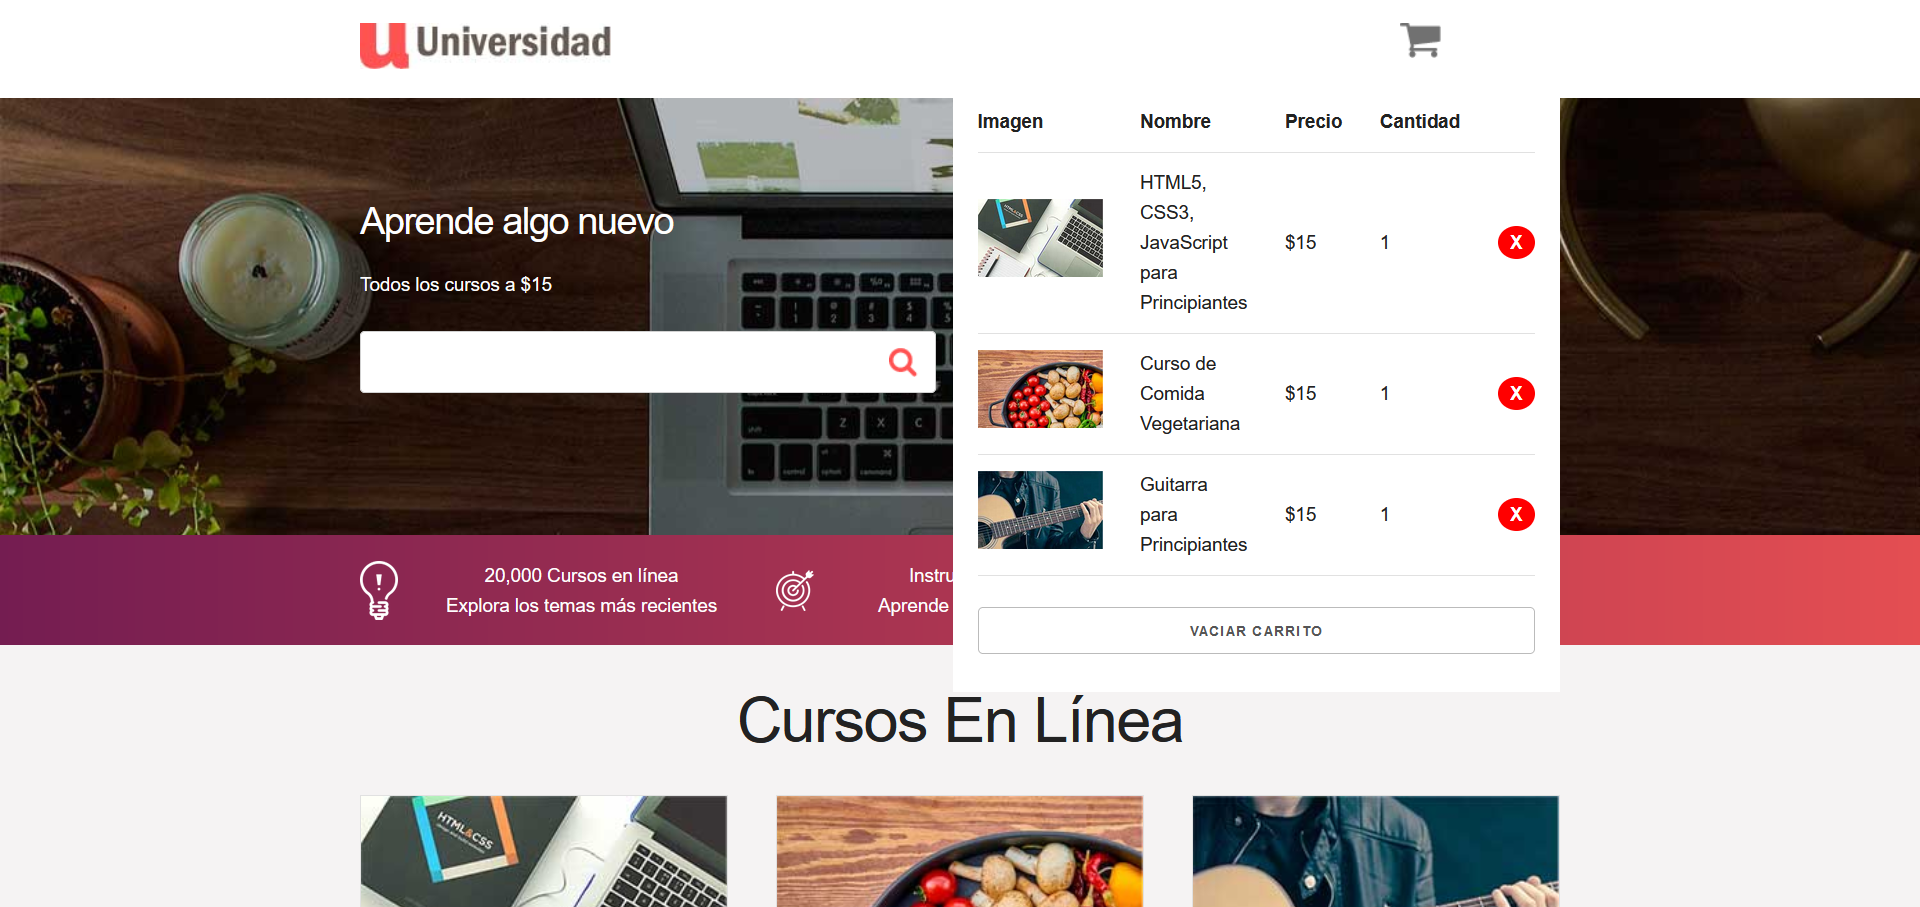 Universidad
Imagen Nombre Precio Cantidad
HTML5,
CSS3,
JavaScript
para
Principiantes
$15 1 X
Curso de
Comida
Vegetariana
$15 1 X
Guitarra
para
Principiantes
$15 1 X
VACIAR CARRITO
Aprende algo nuevo
Todos los cursos a $15
20,000 Cursos en línea
Explora los temas más recientes
Aprende
Cursos En Línea
HTML&CSS